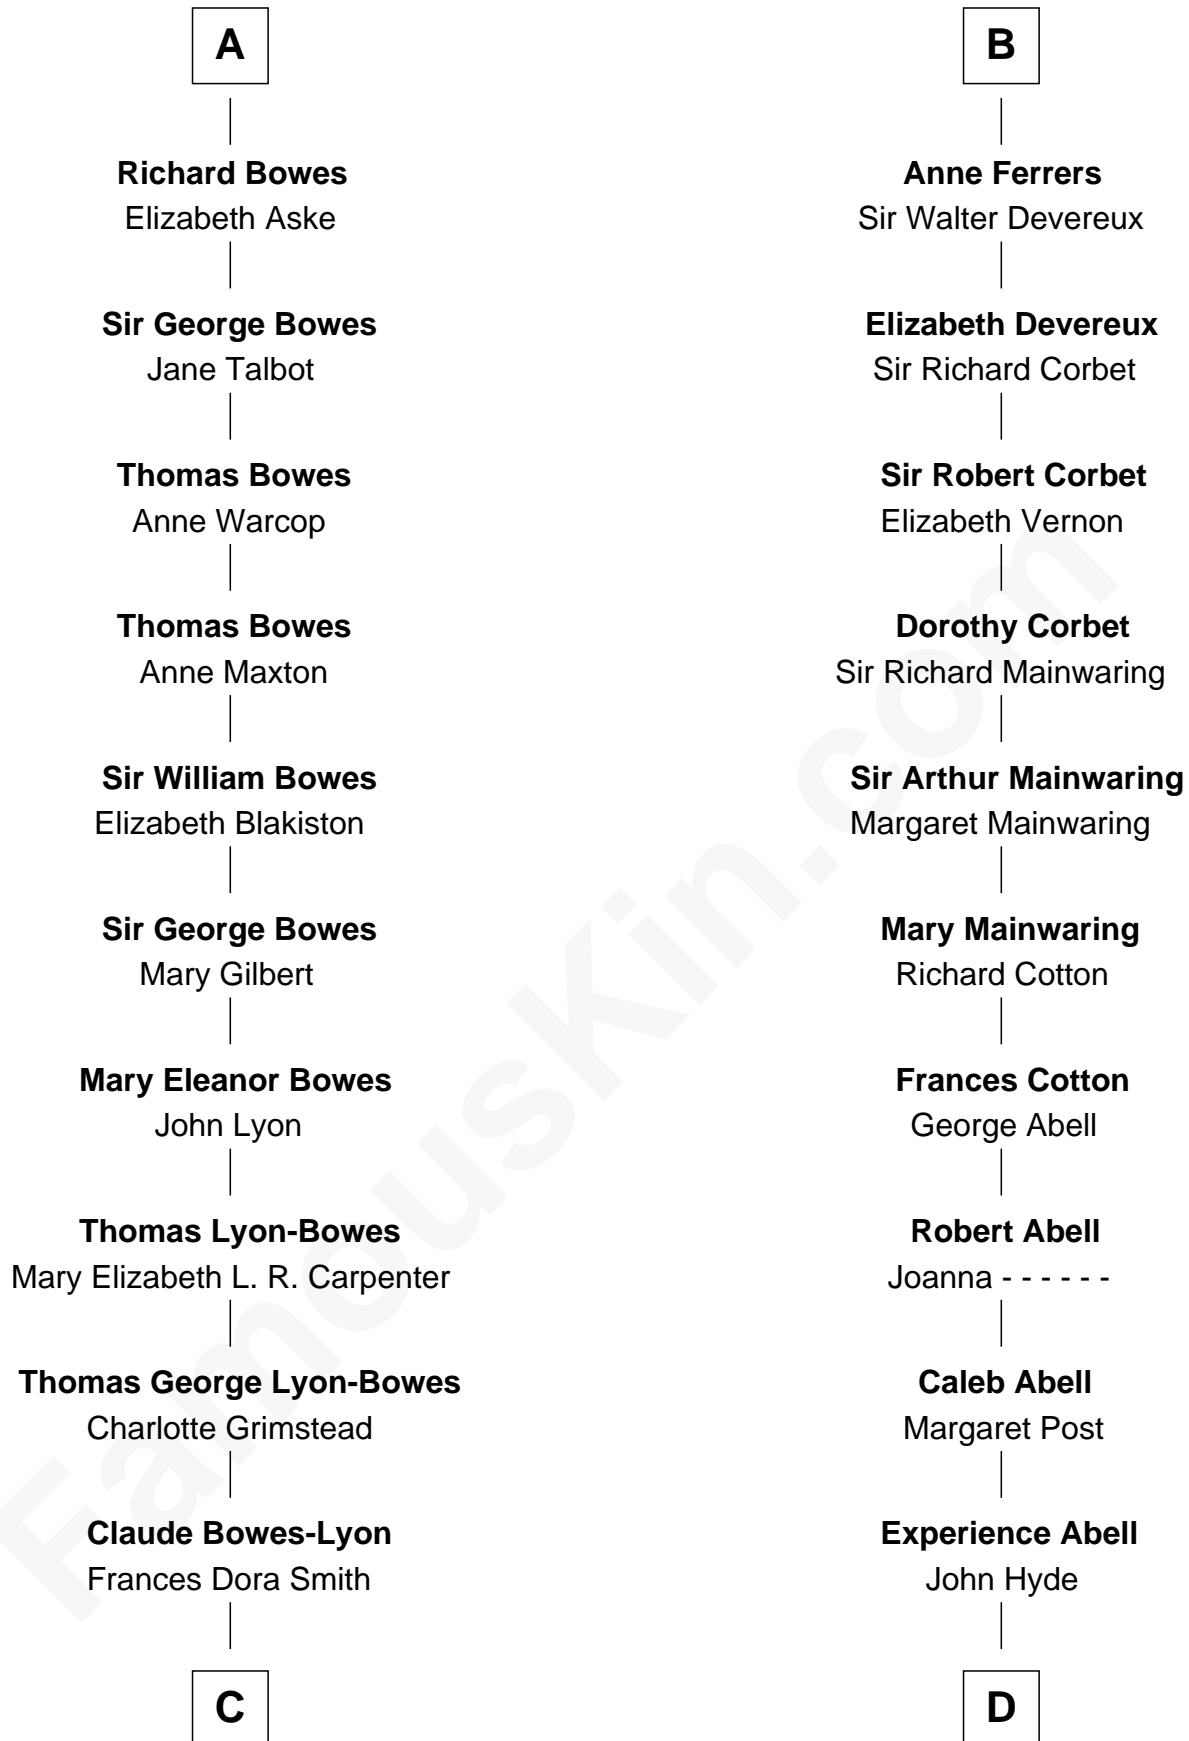 A
Richard Bowes
Elizabeth Aske
Sir George Bowes
Jane Talbot
Thomas Bowes
Anne Warcop
Thomas Bowes
Anne Maxton
Sir William Bowes
Elizabeth Blakiston
Sir George Bowes
Mary Gilbert
Mary Eleanor Bowes
John Lyon
Thomas Lyon-Bowes
Mary Elizabeth L. R. Carpenter
Thomas George Lyon-Bowes
Charlotte Grimstead
Claude Bowes-Lyon
Frances Dora Smith
C
B
Anne Ferrers
Sir Walter Devereux
Elizabeth Devereux
Sir Richard Corbet
Sir Robert Corbet
Elizabeth Vernon
Dorothy Corbet
Sir Richard Mainwaring
Sir Arthur Mainwaring
Margaret Mainwaring
Mary Mainwaring
Richard Cotton
Frances Cotton
George Abell
Robert Abell
Joanna - - - - - -
Caleb Abell
Margaret Post
Experience Abell
John Hyde
D
FamousKin.com